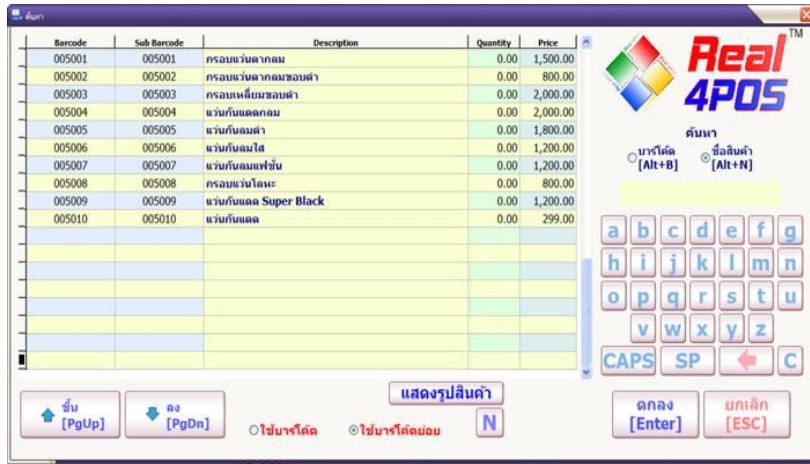 ค้นหา
Barcode Sub Barcode Description Quantity Price
005001 005001 กรอบแว่นตากลม 0.00 1,500.00
005002 005002 กรอบแว่นตากลมขอบดำ 0.00 800.00
005003 005003 กรอบเหลี่ยมขอบดำ 0.00 2,000.00
005004 005004 แว่นกันแดดกลม 0.00 2,000.00
005005 005005 แว่นกันลมดำ 0.00 1,800.00
005006 005006 แว่นกันลมใส 0.00 1,200.00
005007 005007 แว่นกันลมแฟชั่น 0.00 1,200.00
005008 005008 กรอบแว่นโลหะ 0.00 800.00
005009 005009 แว่นกันแดด Super Black 0.00 1,200.00
005010 005010 แว่นกันแดด 0.00 299.00
Real TM
4POS
ค้นหา
บาร์โค้ด ชื่อสินค้า
[Alt+B] [Alt+N]
a b c d e f g
h i j k l m n
o p q r s t u
v w x y z
CAPS SP C
ขึ้น
[PgUp]
ลง
[PgDn]
แสดงรูปสินค้า
ใช้บาร์โค้ด ใช้บาร์โค้ดย่อย N
ตกลง
[Enter]
ยกเลิก
[ESC]